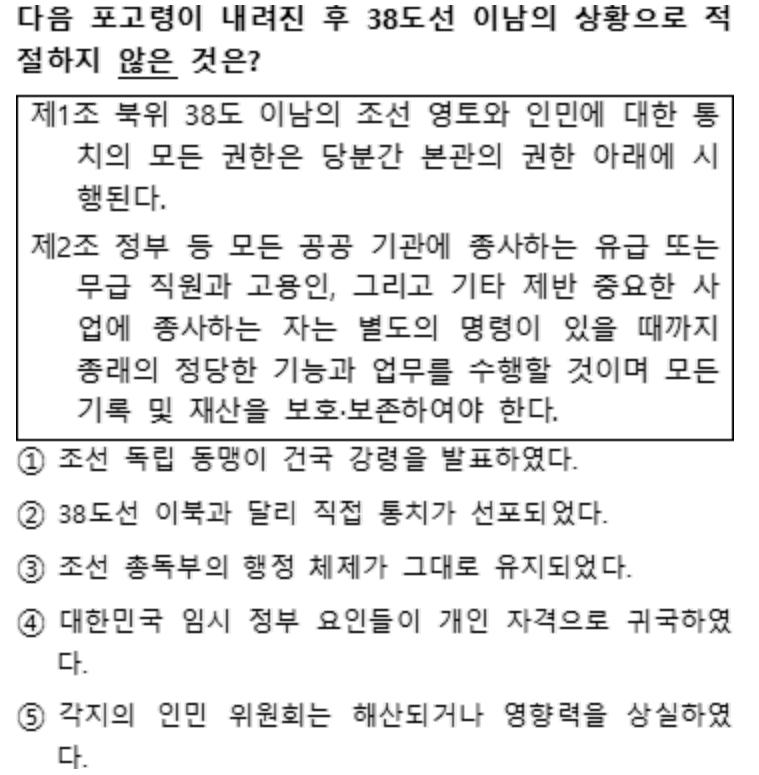 다음 포고령이 내려진 후 38도선 이남의 상황으로 적
절하지 않은 것은?
제1조 북위 38도 이남의 조선 영토와 인민에 대한 통
치의 모든 권한은 당분간 본관의 권한 아래에 시
행된다.
제2조 정부 등 모든 공공 기관에 종사하는 유급 또는
무급 직원과 고용인, 그리고 기타 제반 중요한 사
업에 종사하는 자는 별도의 명령이 있을 때까지
종래의 정당한 기능과 업무를 수행할 것이며 모든
기록 및 재산을 보호·보존하여야 한다.
① 조선 독립 동맹이 건국 강령을 발표하였다.
② 38도선 이북과 달리 직접 통치가 선포되었다.
③ 조선 총독부의 행정 체제가 그대로 유지되었다.
④ 대한민국 임시 정부 요인들이 개인 자격으로 귀국하였
다.
⑤ 각지의 인민 위원회는 해산되거나 영향력을 상실하였
다.